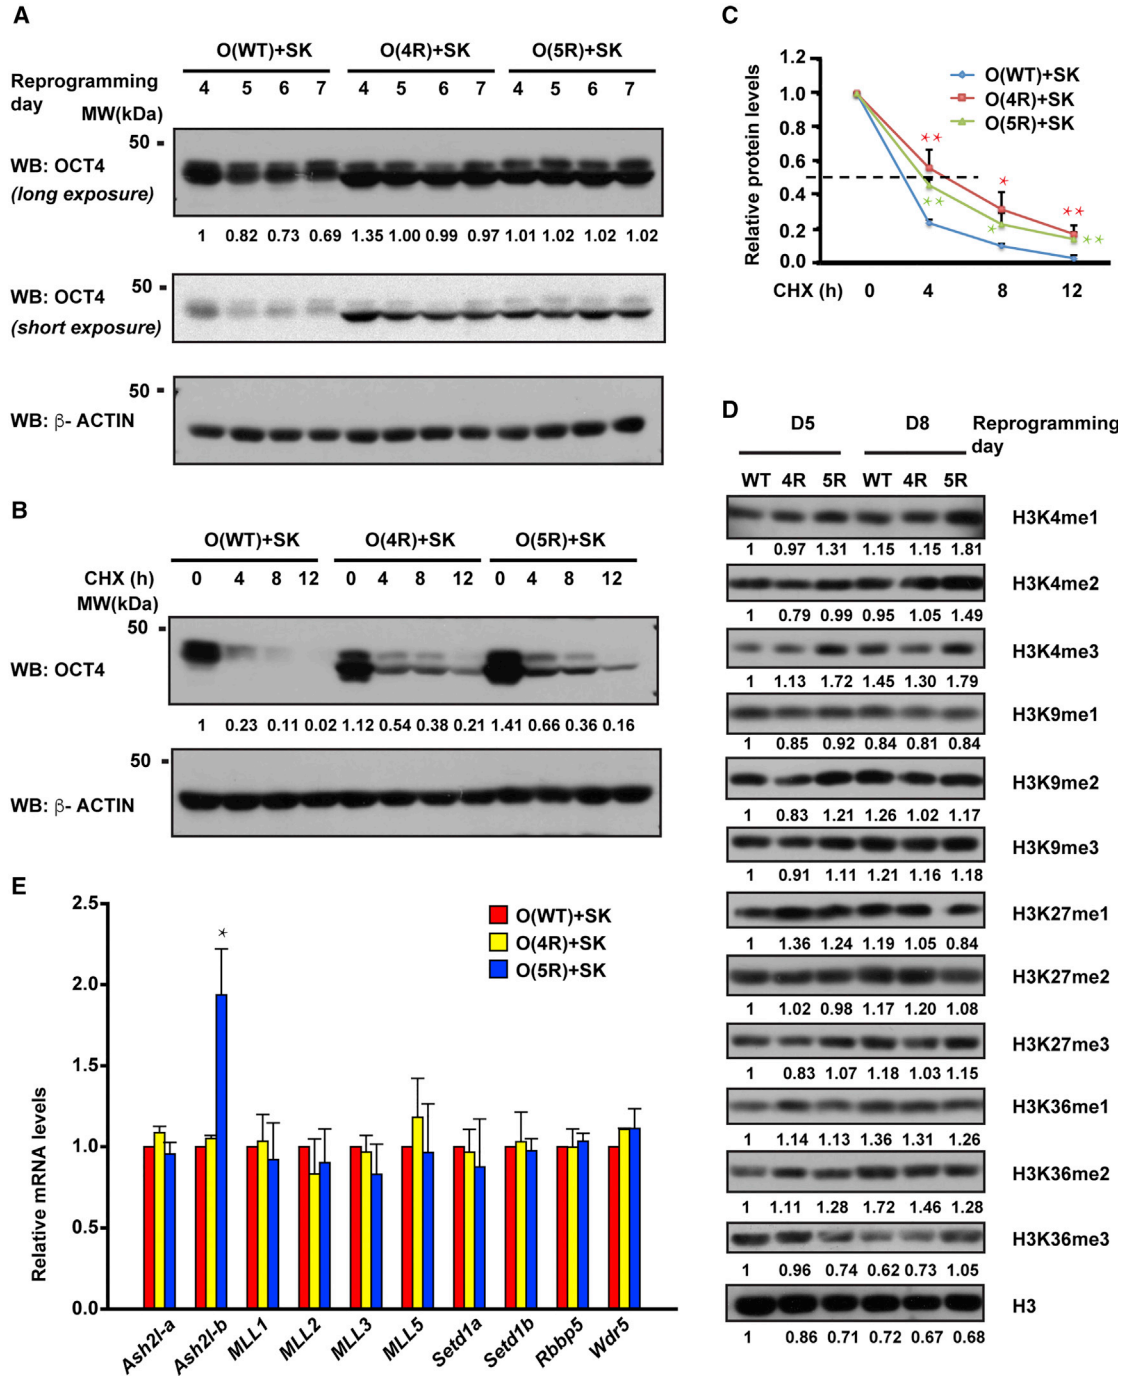 A
O(WT)+SK O(4R)+SK O(5R)+SK
Reprogramming day 4 5 6 7 4 5 6 7 4 5 6 7
MW(kDa)
50
WB: OCT4
(long exposure)
1 0.82 0.73 0.69 1.35 1.00 0.99 0.97 1.01 1.02 1.02 1.02
50
WB: OCT4
(short exposure)
50
WB: β- ACTIN
B
O(WT)+SK O(4R)+SK O(5R)+SK
CHX (h) 0 4 8 12 0 4 8 12 0 4 8 12
MW(kDa)
50
WB: OCT4
1 0.23 0.11 0.02 1.12 0.54 0.38 0.21 1.41 0.66 0.36 0.16
50
WB: β- ACTIN
C
Relative protein levels
1.2
1.0
0.8
0.6
0.4
0.2
0.0
O(WT)+SK
O(4R)+SK
O(5R)+SK
**
*
**
**
*
**
CHX (h) 0 4 8 12
D
D5 D8 Reprogramming day
WT 4R 5R WT 4R 5R
H3K4me1
1 0.97 1.31 1.15 1.15 1.81
H3K4me2
1 0.79 0.99 0.95 1.05 1.49
H3K4me3
1 1.13 1.72 1.45 1.30 1.79
H3K9me1
1 0.85 0.92 0.84 0.81 0.84
H3K9me2
1 0.83 1.21 1.26 1.02 1.17
H3K9me3
1 0.91 1.11 1.21 1.16 1.18
H3K27me1
1 1.36 1.24 1.19 1.05 0.84
H3K27me2
1 1.02 0.98 1.17 1.20 1.08
H3K27me3
1 0.83 1.07 1.18 1.03 1.15
H3K36me1
1 1.14 1.13 1.36 1.31 1.26
H3K36me2
1 1.11 1.28 1.72 1.46 1.28
H3K36me3
1 0.96 0.74 0.62 0.73 1.05
H3
1 0.86 0.71 0.72 0.67 0.68
E
Relative mRNA levels
2.5
2.0
1.5
1.0
0.5
0.0
*
O(WT)+SK
O(4R)+SK
O(5R)+SK
Ash2l-a Ash2l-b MLL1 MLL2 MLL3 MLL5 Setd1a Setd1b Rbbp5 Wdr5